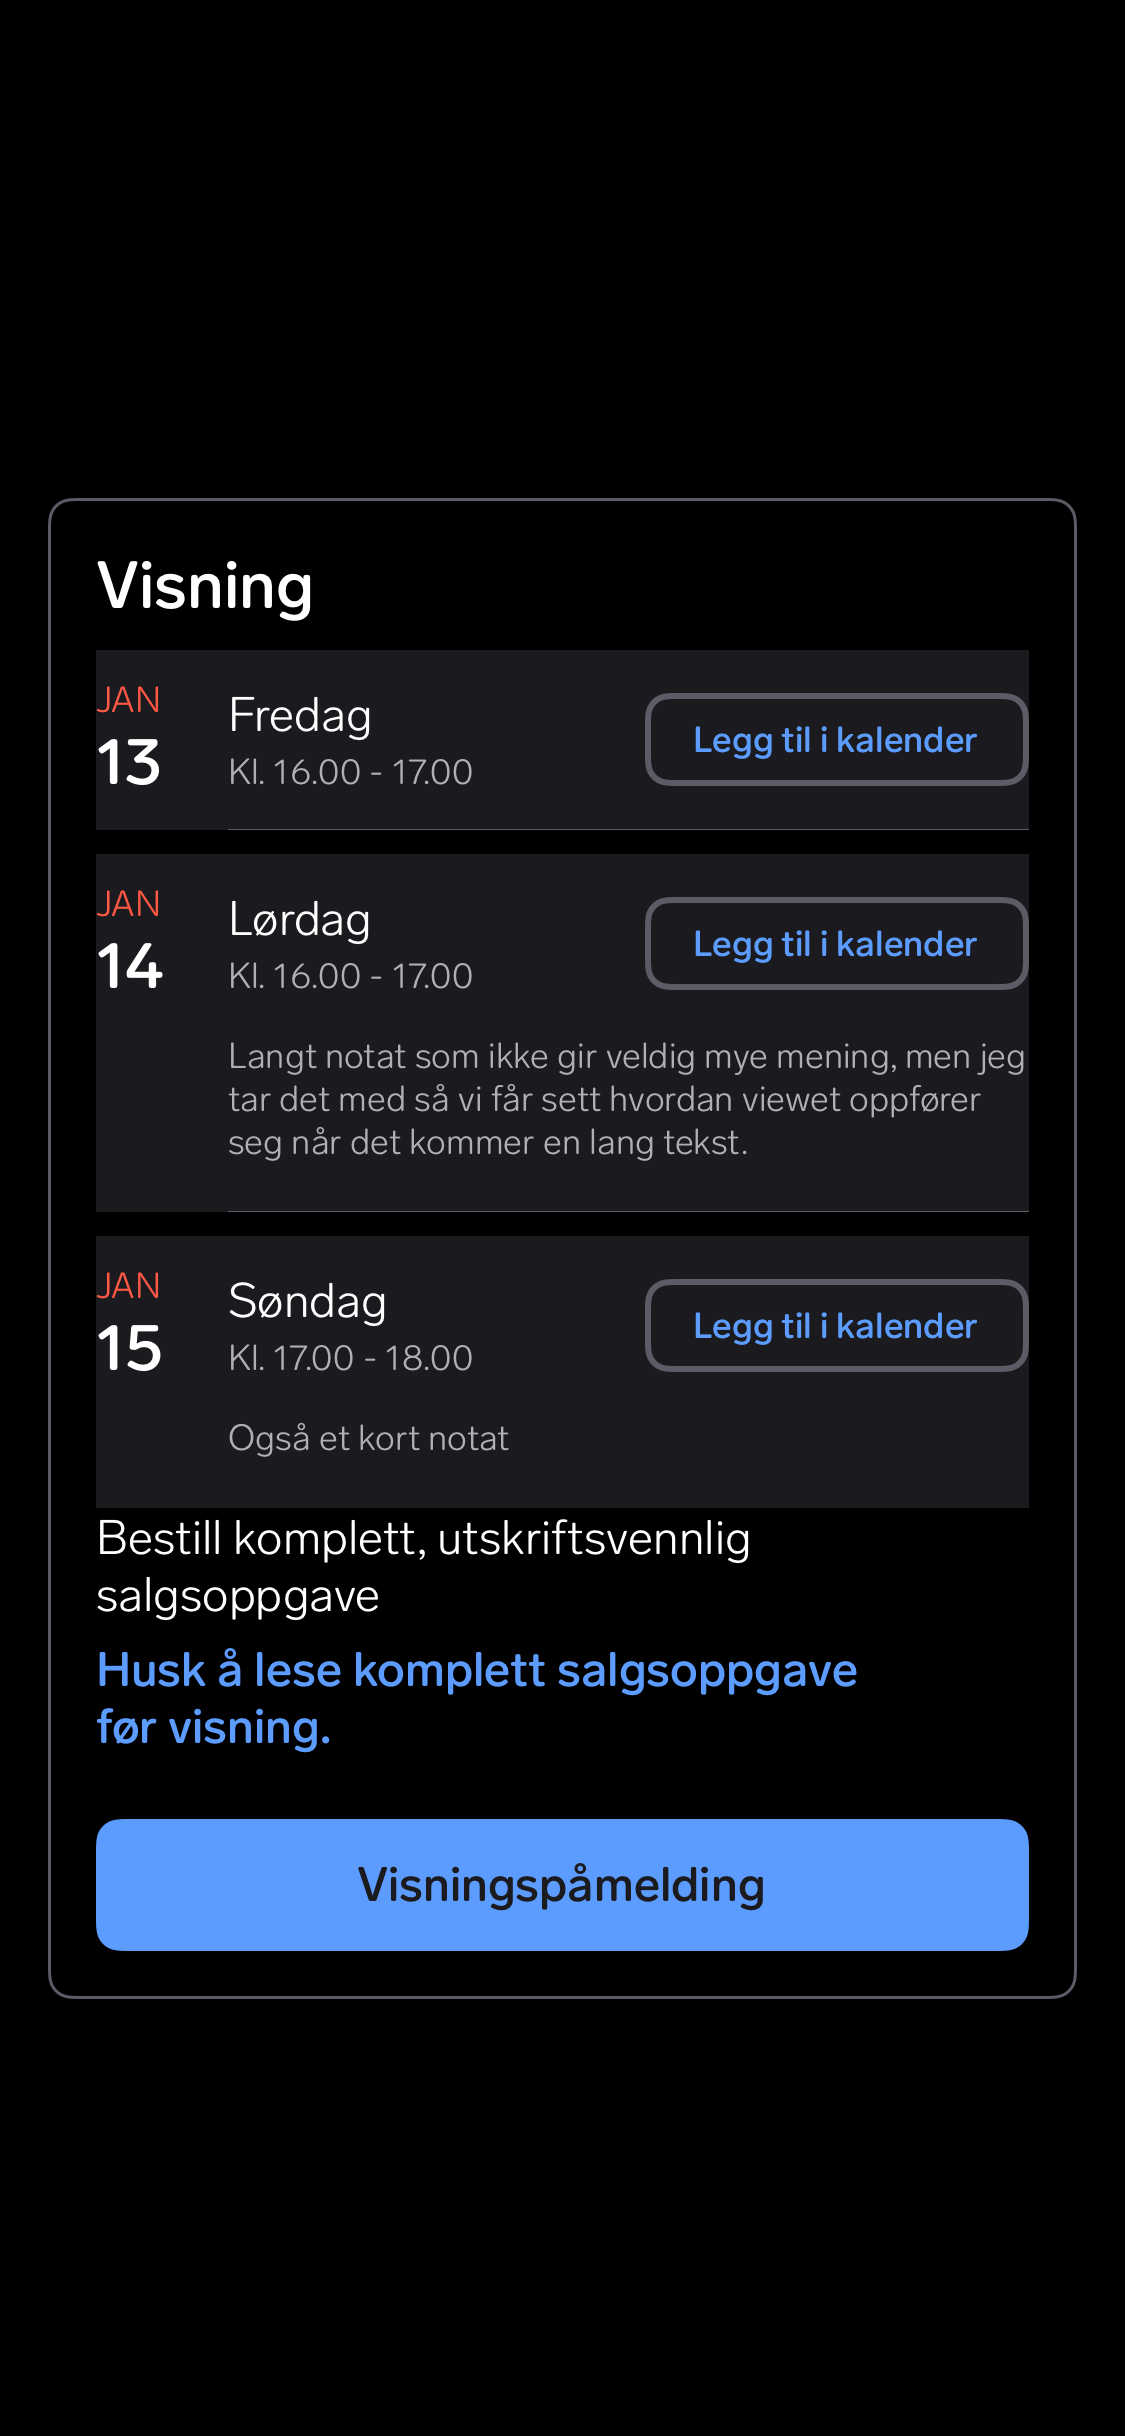 Visning
JAN
13
Fredag
Kl. 16.00 - 17.00
Legg til i kalender
JAN
14
Lørdag
Kl. 16.00 - 17.00
Legg til i kalender
Langt notat som ikke gir veldig mye mening, men jeg
tar det med så vi får sett hvordan viewet oppfører
seg når det kommer en lang tekst.
JAN
15
Søndag
Kl. 17.00 - 18.00
Legg til i kalender
Også et kort notat
Bestill komplett, utskriftsvennlig
salgsoppgave
Husk å lese komplett salgsoppgave
før visning.
Visningspåmelding